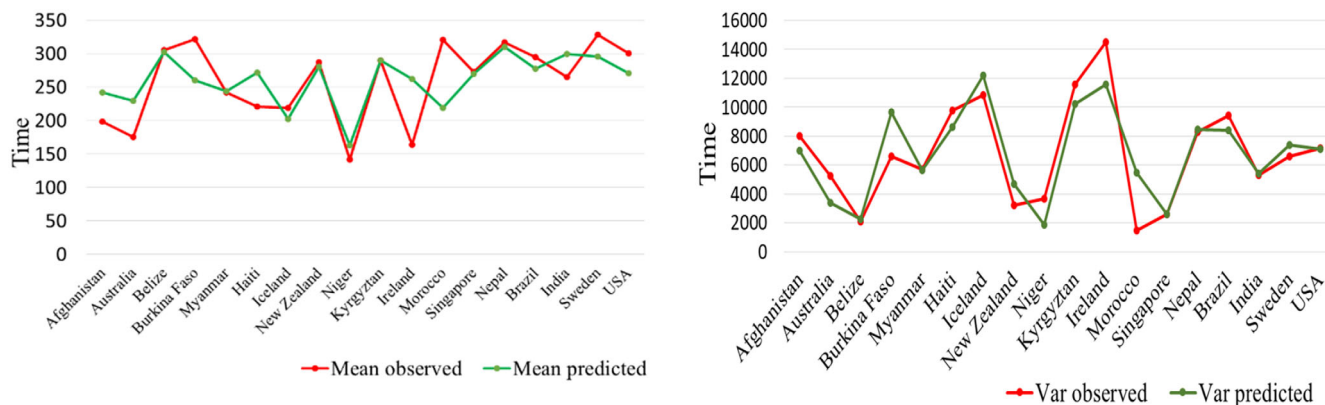 350
300
250
200
150
100
50
0
Time
Afghanistan
Australia
Belize
Burkina Faso
Myanmar
Haiti
Iceland
New Zealand
Niger
Kyrgyztan
Ireland
Morocco
Singapore
Nepal
Brazil
India
Sweden
USA
Mean observed Mean predicted
16000
14000
12000
10000
8000
6000
4000
2000
0
Time
Afghanistan
Australia
Belize
Burkina Faso
Myanmar
Haiti
Iceland
New Zealand
Niger
Kyrgyztan
Ireland
Morocco
Singapore
Nepal
Brazil
India
Sweden
USA
Var observed Var predicted